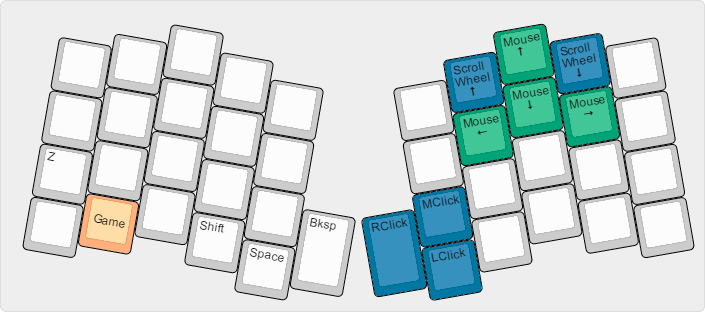 Mouse
↑
Scroll
Wheel
↑
Scroll
Wheel
↓
Mouse
←
Mouse
↓
Mouse
→
Z
Game
Shift
Space
Bksp
RClick
MClick
LClick